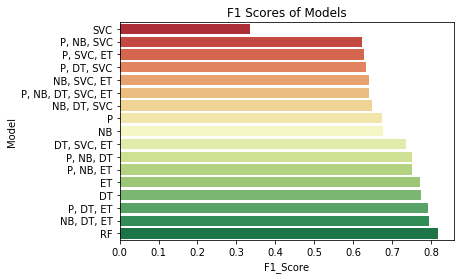 F1 Scores of Models
Model
SVC
P, NB, SVC
P, SVC, ET
P, DT, SVC
NB, SVC, ET
P, NB, DT, SVC, ET
NB, DT, SVC
P
NB
DT, SVC, ET
P, NB, DT
P, NB, ET
ET
DT
P, DT, ET
NB, DT, ET
RF
0.0 0.1 0.2 0.3 0.4 0.5 0.6 0.7 0.8
F1_Score